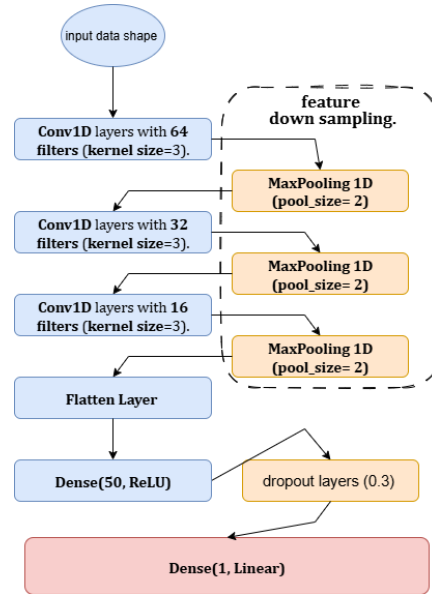 input data shape
feature
down sampling.
Conv1D layers with 64
filters (kernel size=3).
MaxPooling 1D
(pool_size= 2)
Conv1D layers with 32
filters (kernel size=3).
MaxPooling 1D
(pool_size= 2)
Conv1D layers with 16
filters (kernel size=3).
MaxPooling 1D
(pool_size= 2)
Flatten Layer
Dense(50, ReLU)
dropout layers (0.3)
Dense(1, Linear)